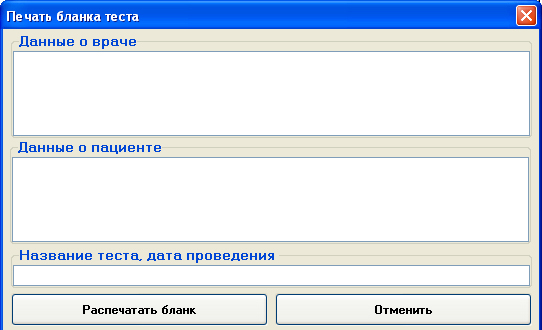 Печать бланка теста
Данные о враче
Данные о пациенте
Название теста, дата проведения
Распечатать бланк
Отменить